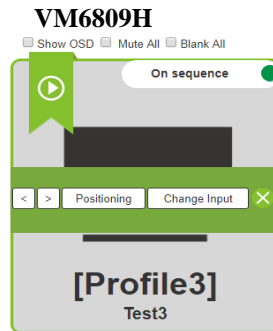 VM6809H
Show OSD Mute All Blank All
On sequence
< > Positioning Change Input
[Profile3]
Test3